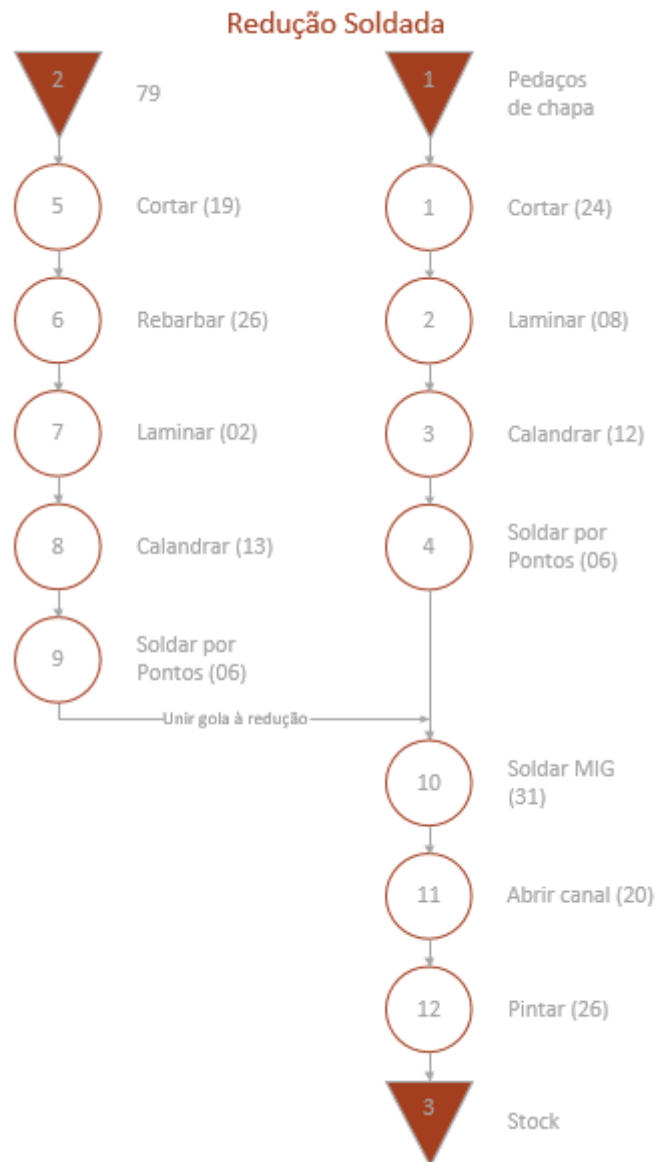 Redução Soldada
2
79
1
Pedaços
de chapa
5
Cortar (19)
1
Cortar (24)
6
Rebarbar (26)
2
Laminar (08)
7
Laminar (02)
3
Calandrar (12)
8
Calandrar (13)
4
Soldar por
Pontos (06)
9
Soldar por
Pontos (06)
Unir gola à redução
10
Soldar MIG
(31)
11
Abrir canal (20)
12
Pintar (26)
3
Stock